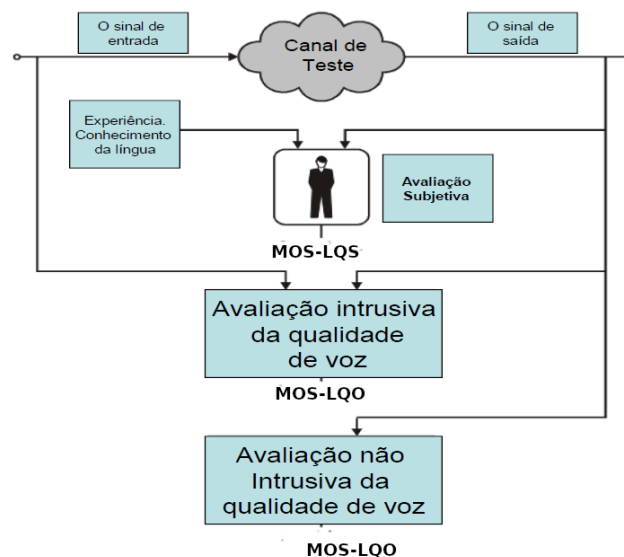 O sinal de
entrada
Canal de
Teste
O sinal de
saída
Experiência.
Conhecimento
da língua
Avaliação
Subjetiva
MOS-LQS
Avaliação intrusiva
da qualidade
de voz
MOS-LQO
Avaliação não
Intrusiva da
qualidade de voz
MOS-LQO